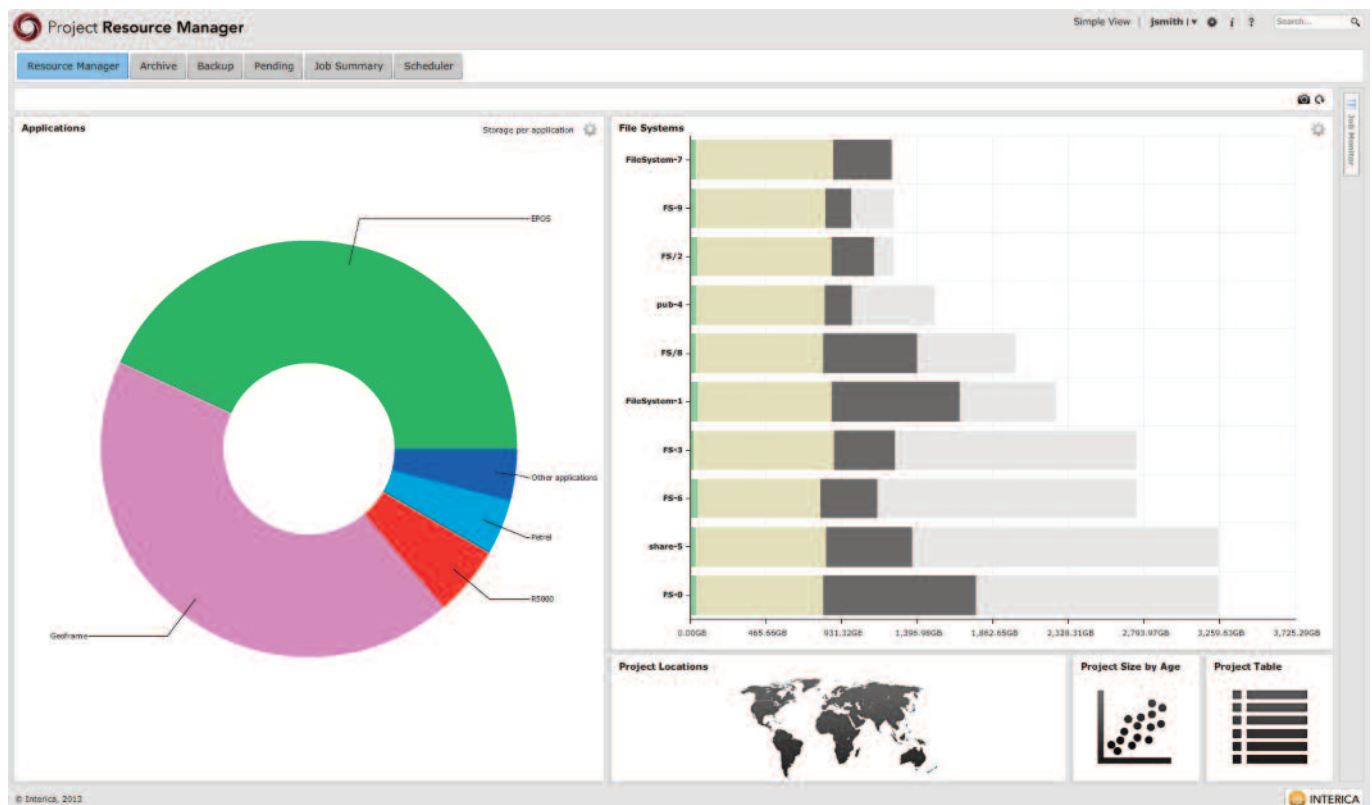 Project Resource Manager
Simple View | jsmith | ▾ i ? Search...
Resource Manager Archive Backup Pending Job Summary Scheduler
Job Monitor
Applications
Storage per application
EPOS
Other applications
Petrel
R5000
Geoframe
File Systems
FileSystem-7
FS-9
FS/2
pub-4
FS/8
FileSystem-1
FS-3
FS-6
share-5
FS-0
0.00GB 465.66GB 931.32GB 1,396.98GB 1,862.65GB 2,328.31GB 2,793.97GB 3,259.63GB 3,725.29GB
Project Locations
Project Size by Age
Project Table
© Interica, 2013
INTERICA